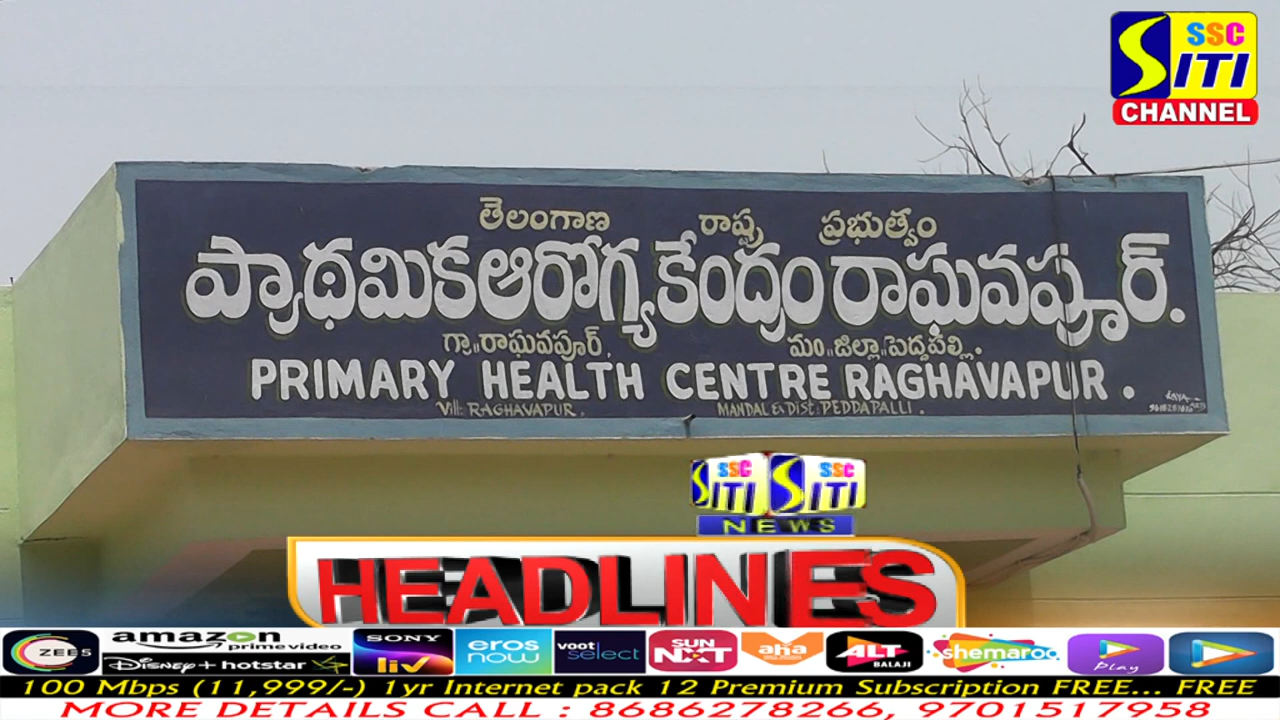 SSC
SITI
CHANNEL
తెలంగాణ రాష్ట్ర ప్రభుత్వం
ప్రాథమిక ఆరోగ్య కేంద్రం రాఘవపూర్.
గ్రా"రాఘవపూర్, మం"జిల్లా"పెద్దపల్లి.
PRIMARY HEALTH CENTRE RAGHAVAPUR.
Vill: RAGHAVAPUR. MANDAL & DIST: PEDDAPALLI.
SSC SITI SSC SITI
NEWS
HEADLINES
ZEE5 amazon primevideo Disney+ hotstar SONY liv eros now voot select SUN NXT aha ALT BALAJI shemaroo Play
100 Mbps (11,999/-) 1yr Internet pack 12 Premium Subscription FREE... FREE
MORE DETAILS CALL : 8686278266, 9701517958